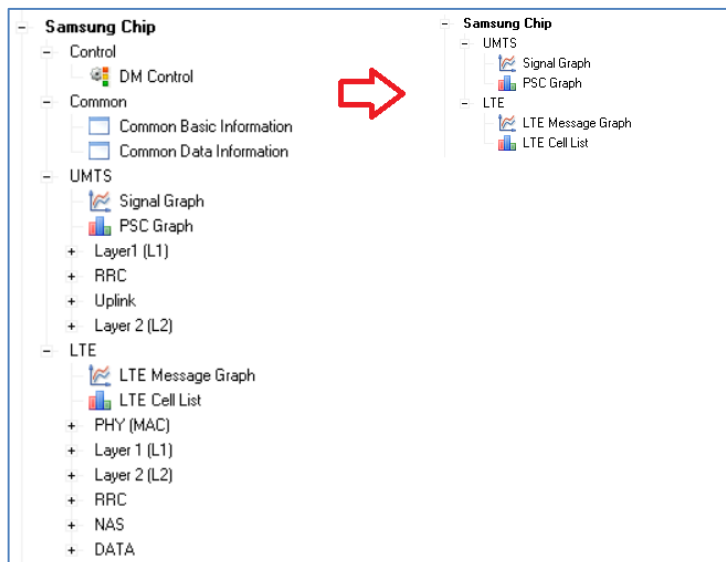 Samsung Chip
Control
DM Control
Common
Common Basic Information
Common Data Information
UMTS
Signal Graph
PSC Graph
Layer1 (L1)
RRC
Uplink
Layer 2 (L2)
LTE
LTE Message Graph
LTE Cell List
PHY (MAC)
Layer 1 (L1)
Layer 2 (L2)
RRC
NAS
DATA
Samsung Chip
UMTS
Signal Graph
PSC Graph
LTE
LTE Message Graph
LTE Cell List